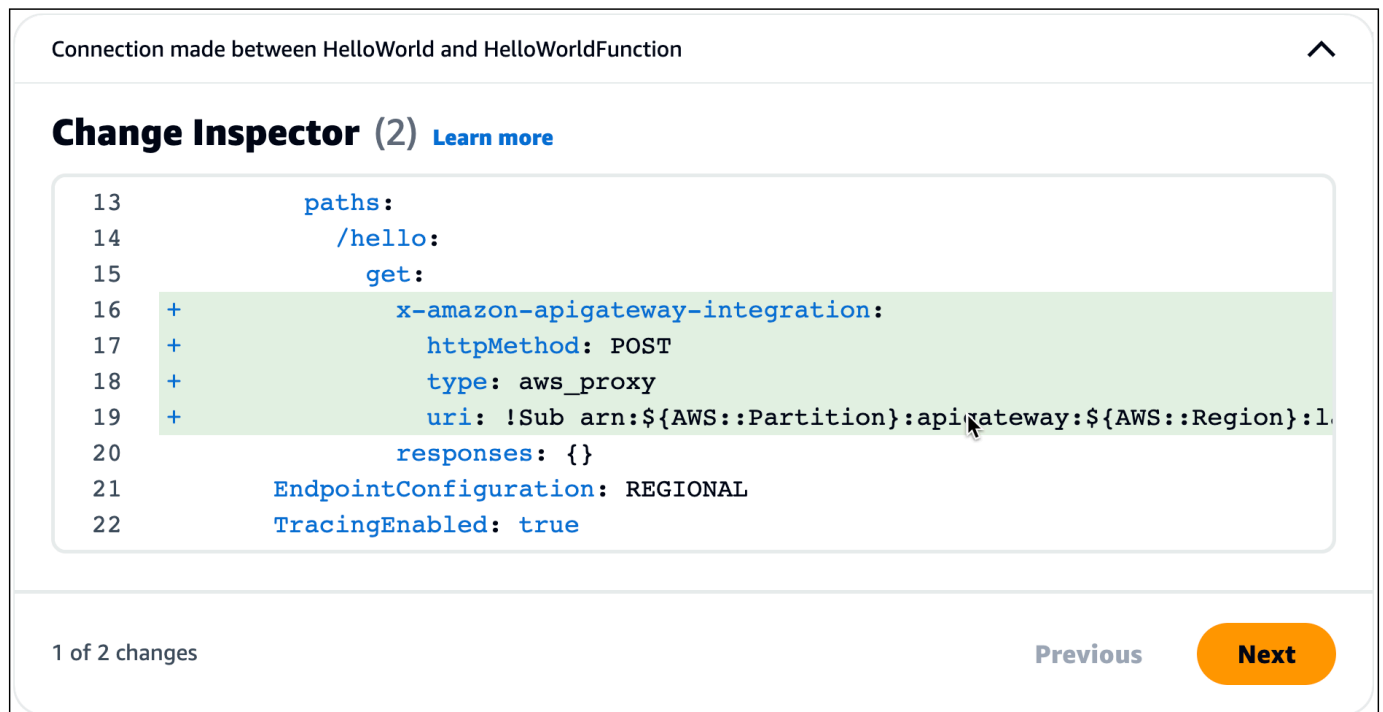 Connection made between HelloWorld and HelloWorldFunction
Change Inspector (2) Learn more
13 paths:
14 /hello:
15 get:
16 + x-amazon-apigateway-integration:
17 + httpMethod: POST
18 + type: aws_proxy
19 + uri: !Sub arn:${AWS::Partition}:apigateway:${AWS::Region}:l
20 responses: {}
21 EndpointConfiguration: REGIONAL
22 TracingEnabled: true
1 of 2 changes
Previous Next